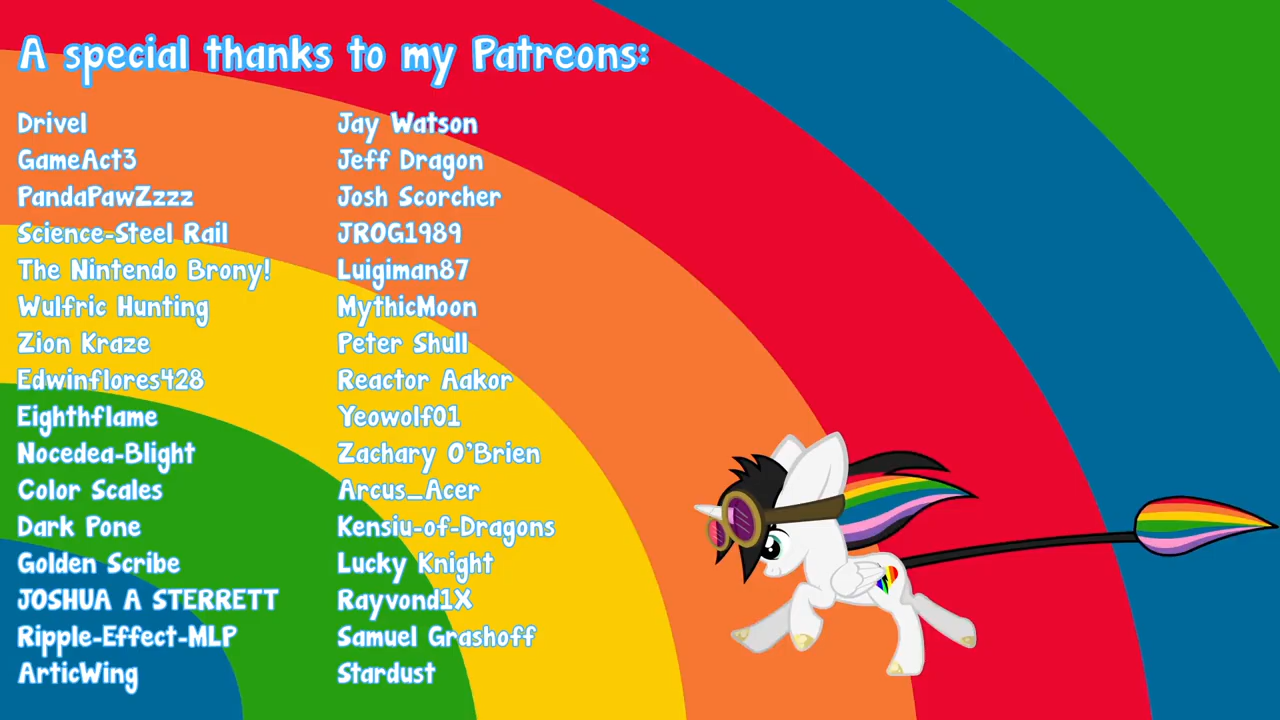 A special thanks to my Patreons:
Drivel
GameAct3
PandaPawZzzz
Science-Steel Rail
The Nintendo Brony!
Wulfric Hunting
Zion Kraze
Edwinflores428
Eighthflame
Nocedea-Blight
Color Scales
Dark Pone
Golden Scribe
JOSHUA A STERRETT
Ripple-Effect-MLP
ArticWing
Jay Watson
Jeff Dragon
Josh Scorcher
JROG1989
Luigiman87
MythicMoon
Peter Shull
Reactor Aakor
Yeowolf01
Zachary O'Brien
Arcus_Acer
Kensiu-of-Dragons
Lucky Knight
Rayvond1X
Samuel Grashoff
Stardust